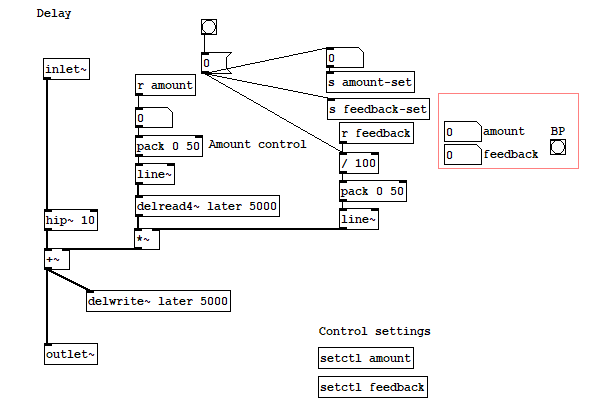 Delay
0
0
inlet~
r amount
s amount-set
s feedback-set
0
r feedback
0
amount
BP
pack 0 50
Amount control
0
feedback
/ 100
line~
pack 0 50
delread4~ later 5000
hip~ 10
line~
*~
+~
delwrite~ later 5000
Control settings
outlet~
setctl amount
setctl feedback